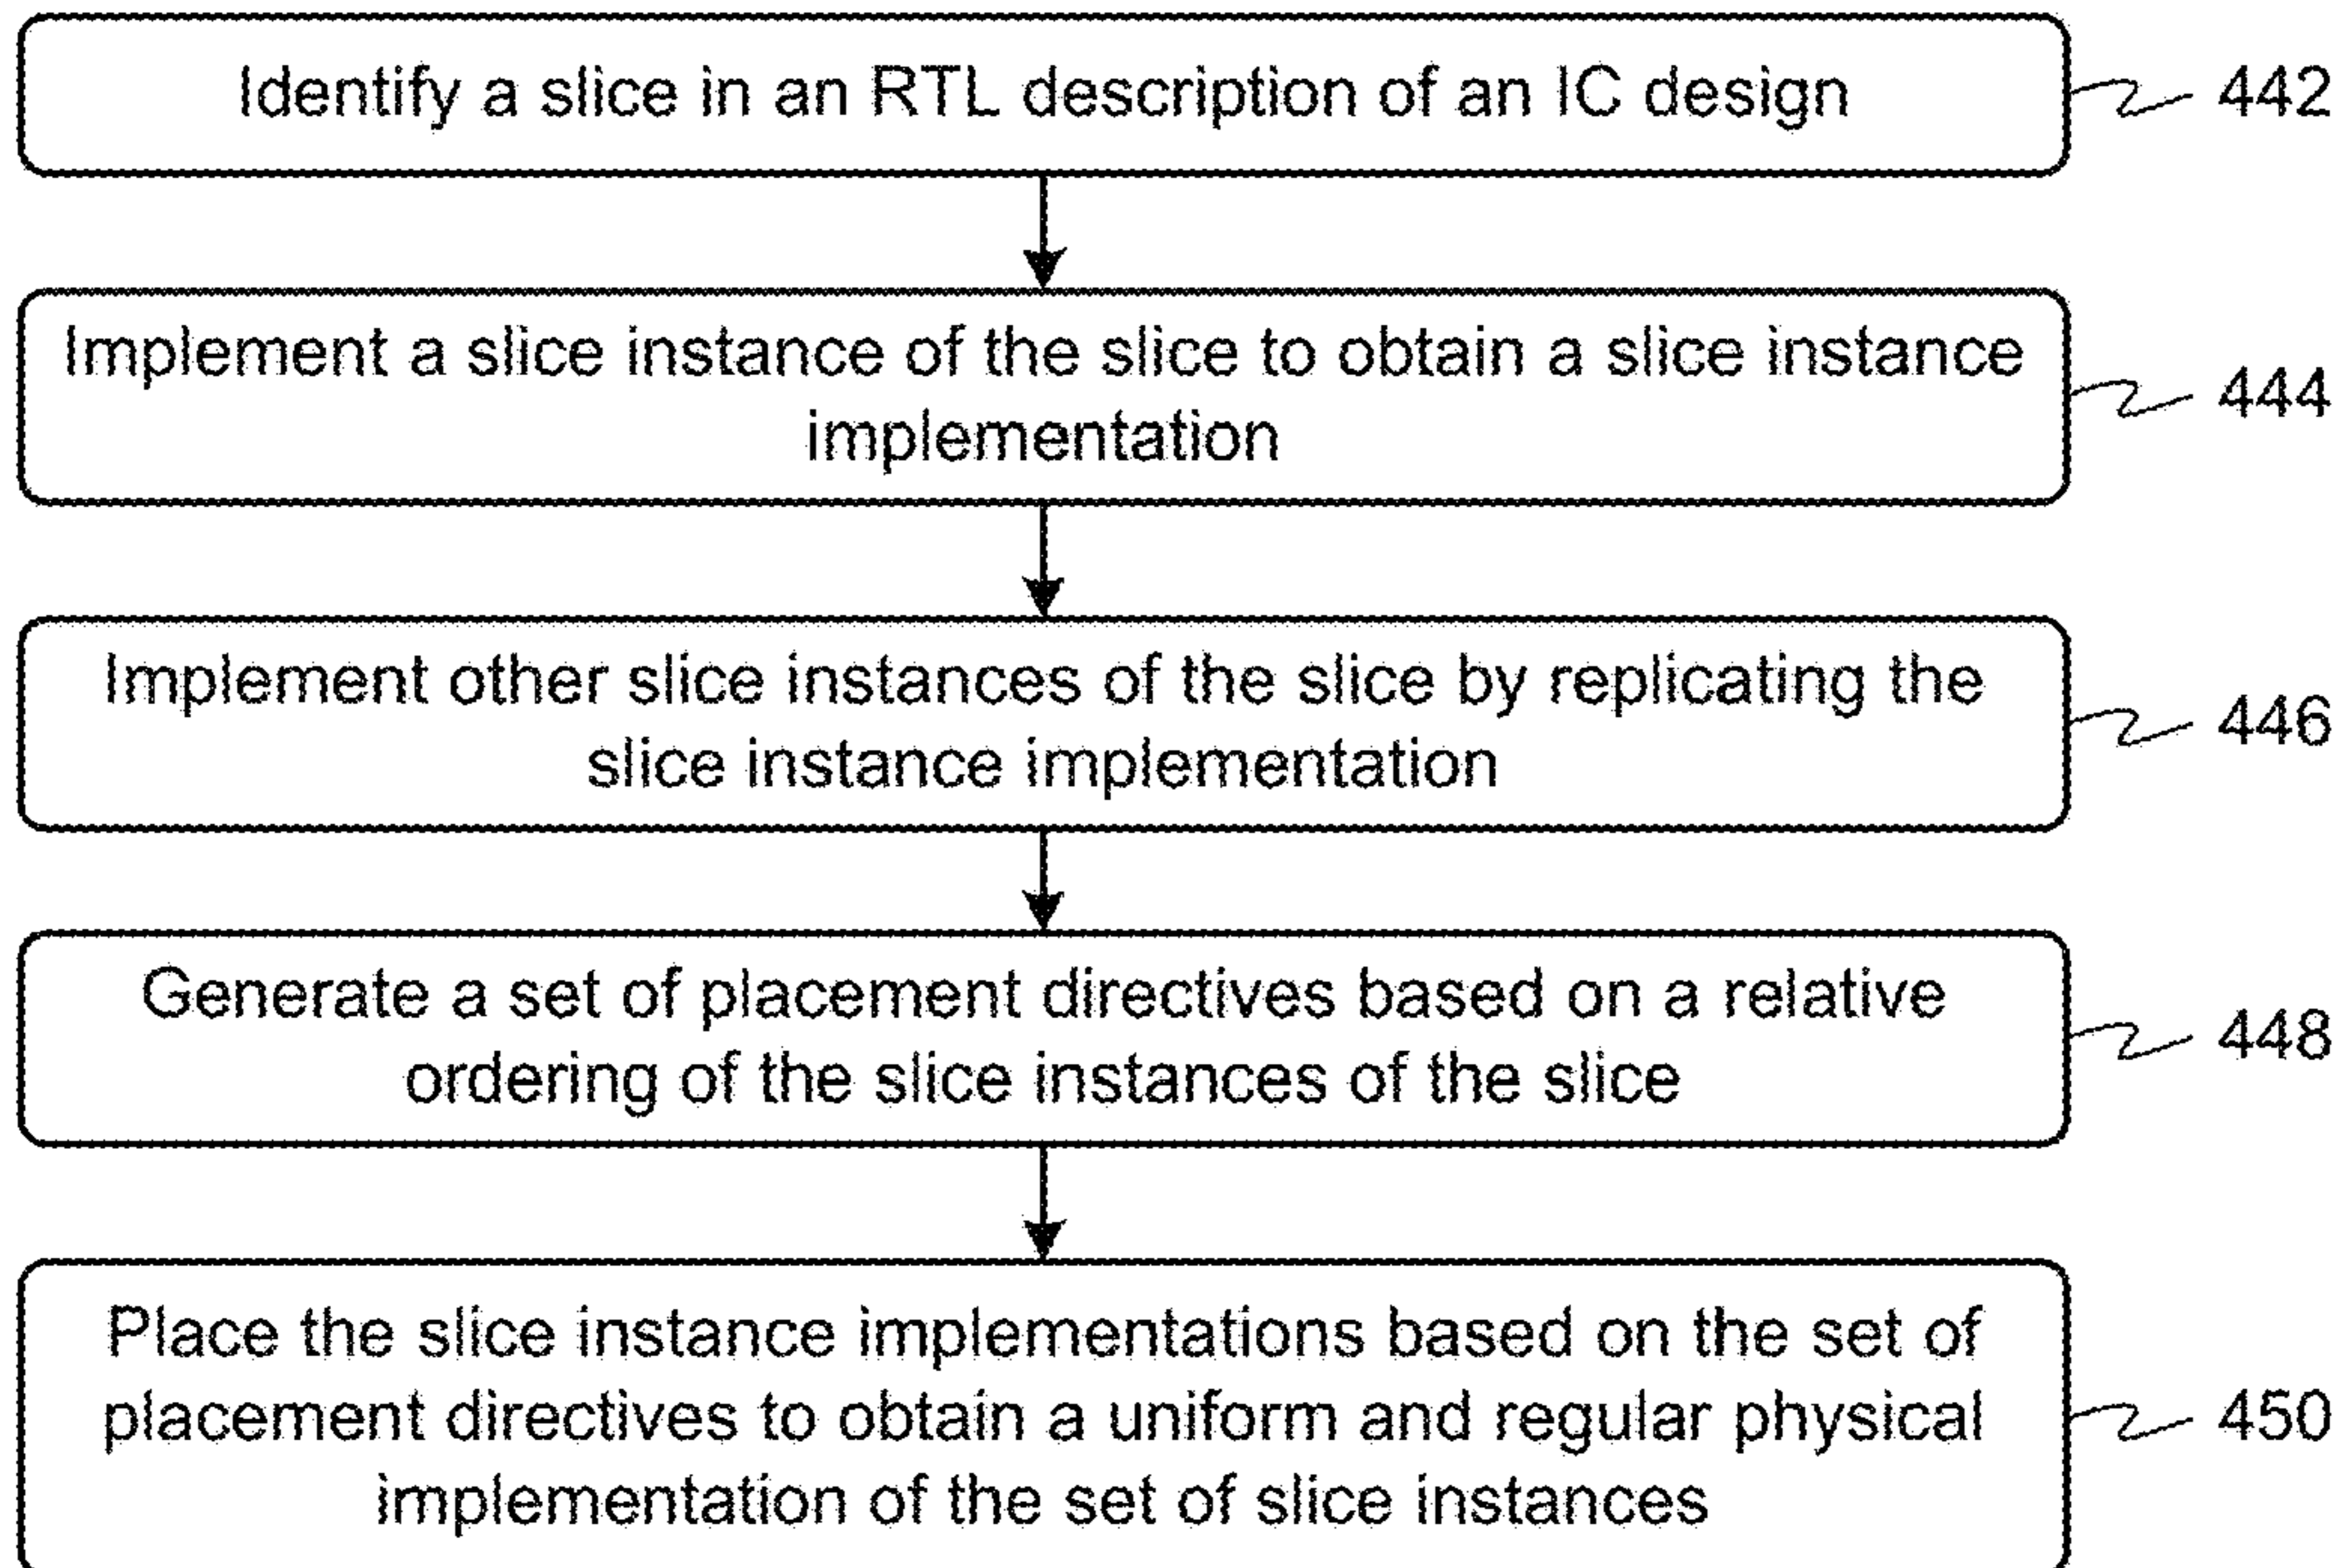 Identify a slice in an RTL description of an IC design
442
Implement a slice instance of the slice to obtain a slice instance
implementation
444
Implement other slice instances of the slice by replicating the
slice instance implementation
446
Generate a set of placement directives based on a relative
ordering of the slice instances of the slice
448
Place the slice instance implementations based on the set of
placement directives to obtain a uniform and regular physical
implementation of the set of slice instances
450